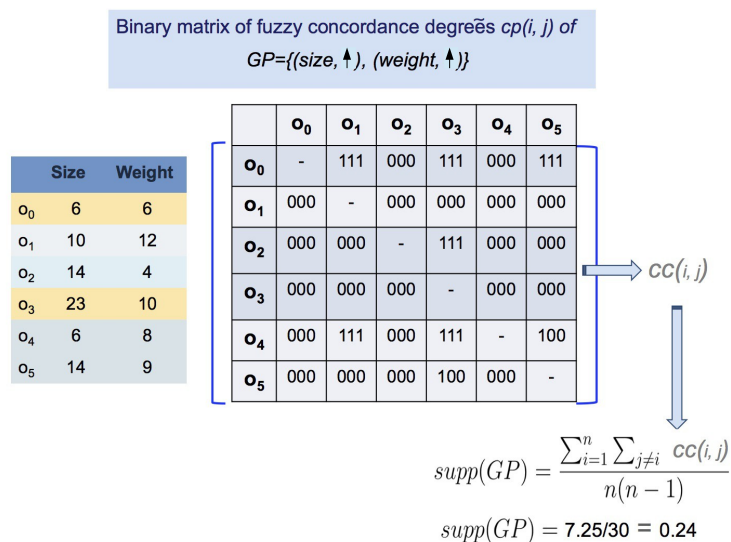 Binary matrix of fuzzy concordance degrees cp(i, j) of
GP={(size,↑), (weight,↑)}
Size Weight
o0 6 6
o1 10 12
o2 14 4
o3 23 10
o4 6 8
o5 14 9
o0 o1 o2 o3 o4 o5
o0 - 111 000 111 000 111
o1 000 - 000 000 000 000
o2 000 000 - 111 000 000
o3 000 000 000 - 000 000
o4 000 111 000 111 - 100
o5 000 000 000 100 000 -
cc(i, j)
supp(GP) = \frac{\sum_{i=1}^{n} \sum_{j \neq i} cc(i, j)}{n(n − 1)}
supp(GP) = 7.25/30 = 0.24